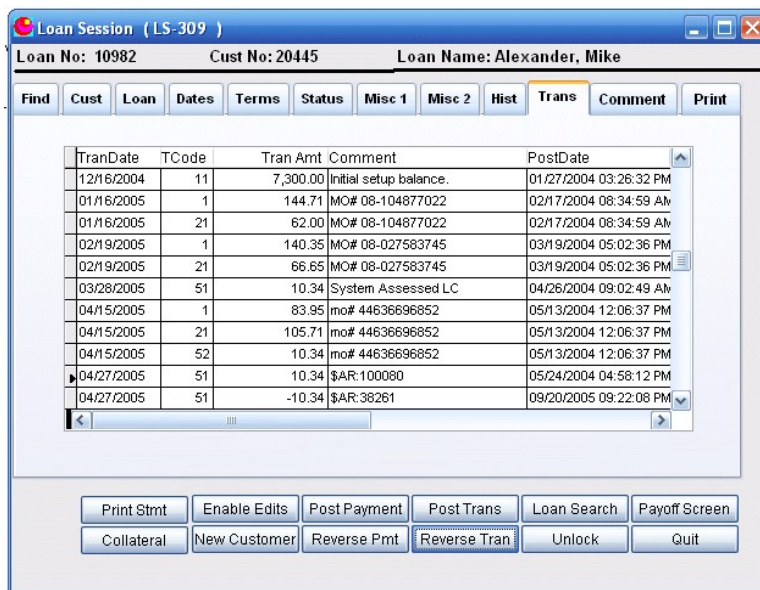 Loan Session ( LS-309 )
Loan No: 10982 Cust No: 20445 Loan Name: Alexander, Mike
Find Cust Loan Dates Terms Status Misc 1 Misc 2 Hist Trans Comment Print
TranDate TCode Tran Amt Comment PostDate
12/16/2004 11 7,300.00 Initial setup balance. 01/27/2004 03:26:32 PM
01/16/2005 1 144.71 MO# 08-104877022 02/17/2004 08:34:59 AM
01/16/2005 21 62.00 MO# 08-104877022 02/17/2004 08:34:59 AM
02/19/2005 1 140.35 MO# 08-027583745 03/19/2004 05:02:36 PM
02/19/2005 21 66.65 MO# 08-027583745 03/19/2004 05:02:36 PM
03/28/2005 51 10.34 System Assessed LC 04/26/2004 09:02:49 AM
04/15/2005 1 83.95 mo# 44636696852 05/13/2004 12:06:37 PM
04/15/2005 21 105.71 mo# 44636696852 05/13/2004 12:06:37 PM
04/15/2005 52 10.34 mo# 44636696852 05/13/2004 12:06:37 PM
04/27/2005 51 10.34 $AR:100080 05/24/2004 04:58:12 PM
04/27/2005 51 -10.34 $AR:38261 09/20/2005 09:22:08 PM
Print Stmt Enable Edits Post Payment Post Trans Loan Search Payoff Screen
Collateral New Customer Reverse Pmt Reverse Tran Unlock Quit